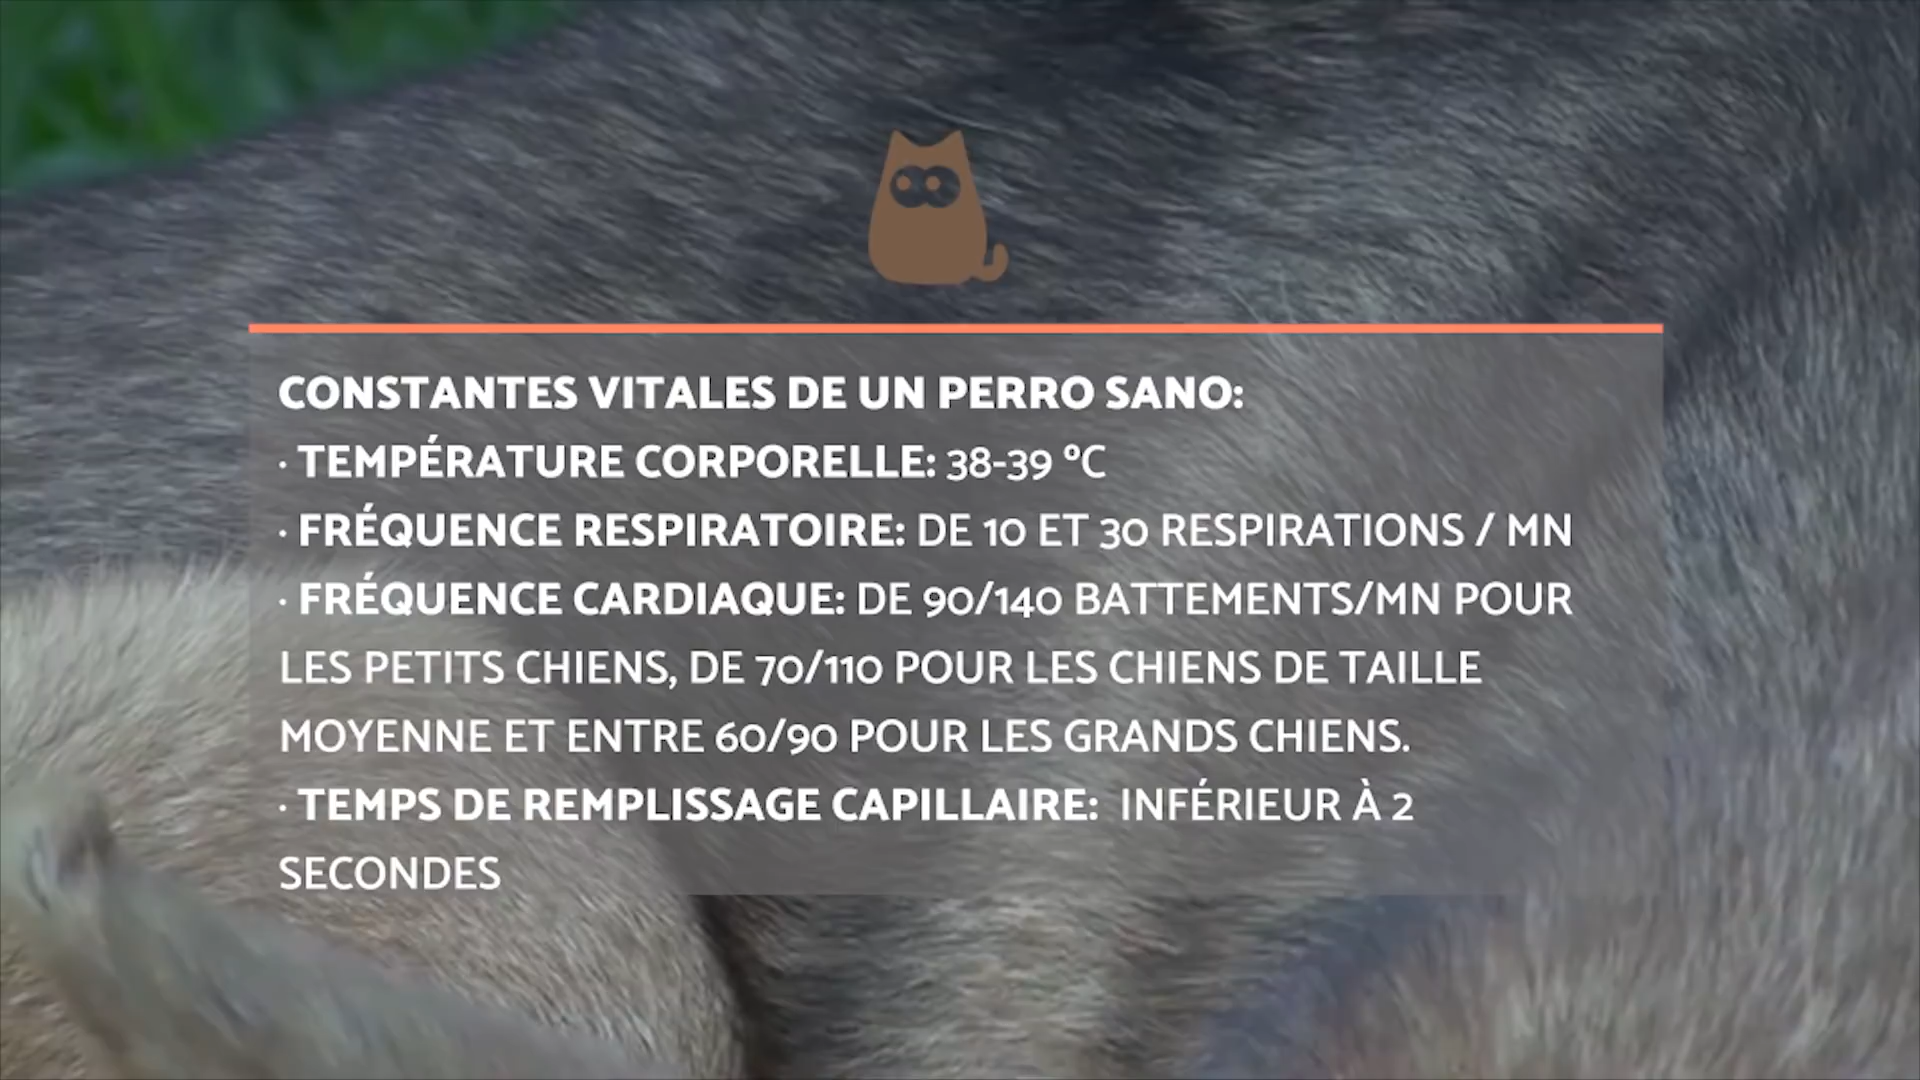 CONSTANTES VITALES DE UN PERRO SANO:
· TEMPÉRATURE CORPORELLE: 38-39 ºC
· FRÉQUENCE RESPIRATOIRE: DE 10 ET 30 RESPIRATIONS / MN
· FRÉQUENCE CARDIAQUE: DE 90/140 BATTEMENTS/MN POUR
LES PETITS CHIENS, DE 70/110 POUR LES CHIENS DE TAILLE
MOYENNE ET ENTRE 60/90 POUR LES GRANDS CHIENS.
· TEMPS DE REMPLISSAGE CAPILLAIRE: INFÉRIEUR À 2
SECONDES